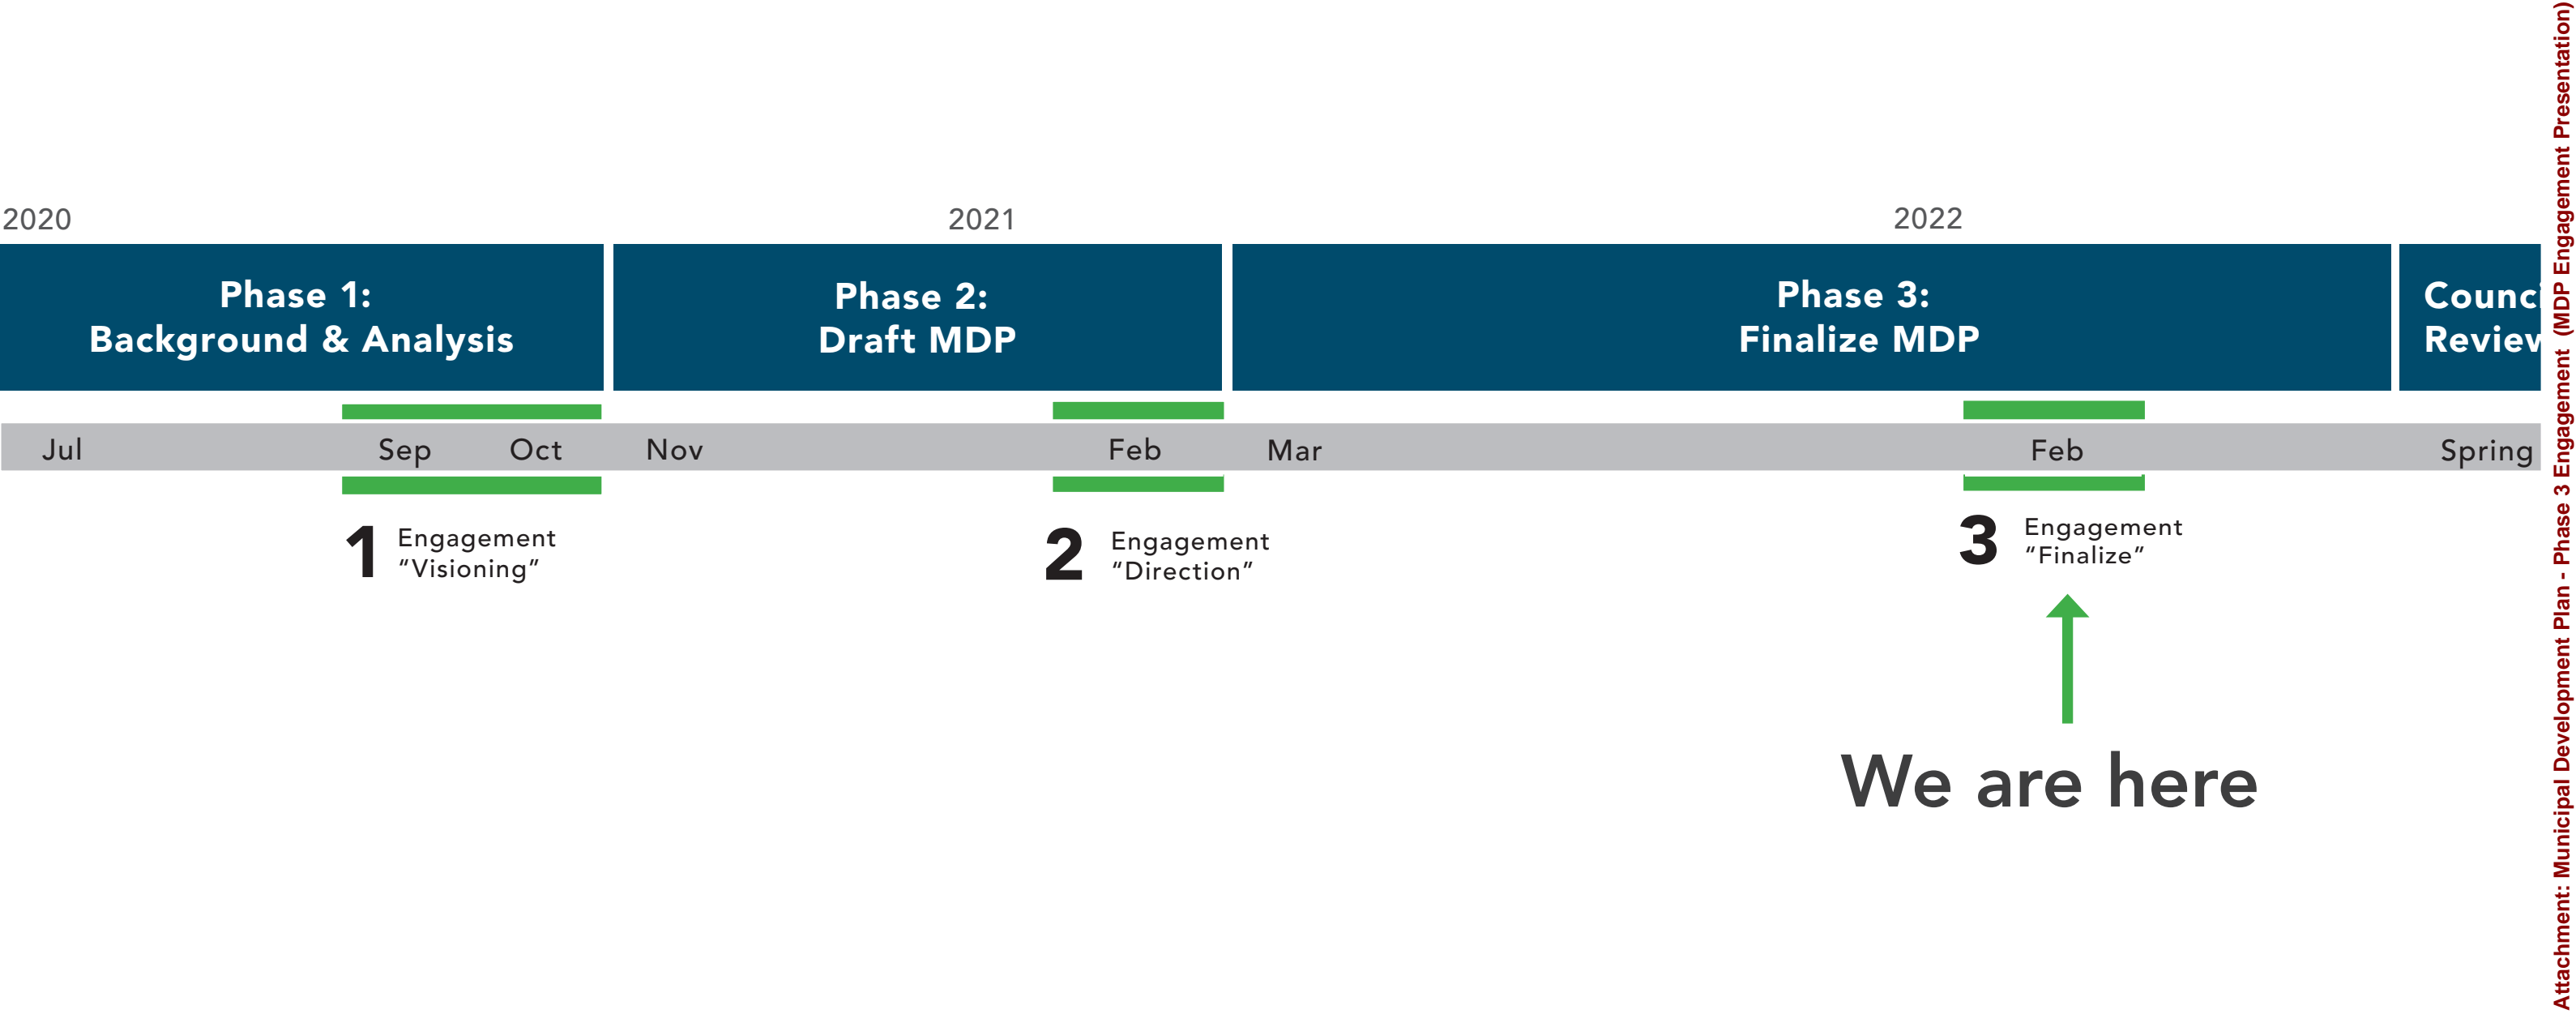 2020
2021
2022
Phase 1:
Background & Analysis
Phase 2:
Draft MDP
Phase 3:
Finalize MDP
Counci
Review
Jul
Sep
Oct
Nov
Feb
Mar
Feb
Spring
1
Engagement
“Visioning”
2
Engagement
“Direction”
3
Engagement
“Finalize”
We are here
Attachment: Municipal Development Plan - Phase 3 Engagement (MDP Engagement Presentation)